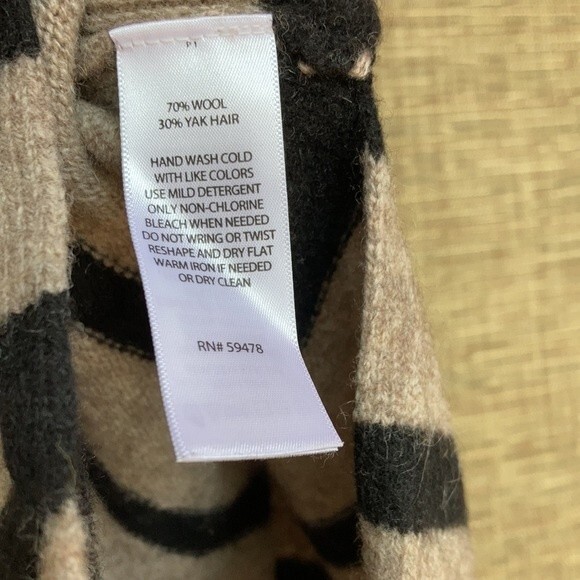 70% WOOL
30% YAK HAIR
HAND WASH COLD
WITH LIKE COLORS
USE MILD DETERGENT
ONLY NON-CHLORINE
BLEACH WHEN NEEDED
DO NOT WRING OR TWIST
RESHAPE AND DRY FLAT
WARM IRON IF NEEDED
OR DRY CLEAN
RN# 59478